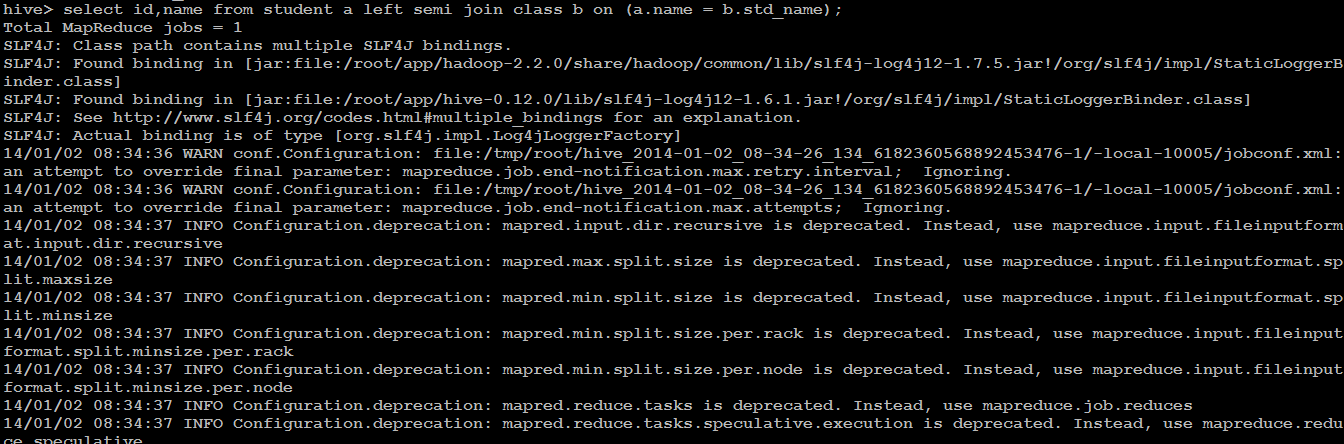 hive> select id,name from student a left semi join class b on (a.name = b.std_name);
Total MapReduce jobs = 1
SLF4J: Class path contains multiple SLF4J bindings.
SLF4J: Found binding in [jar:file:/root/app/hadoop-2.2.0/share/hadoop/common/lib/slf4j-log4j12-1.7.5.jar!/org/slf4j/impl/StaticLoggerB
inder.class]
SLF4J: Found binding in [jar:file:/root/app/hive-0.12.0/lib/slf4j-log4j12-1.6.1.jar!/org/slf4j/impl/StaticLoggerBinder.class]
SLF4J: See http://www.slf4j.org/codes.html#multiple_bindings for an explanation.
SLF4J: Actual binding is of type [org.slf4j.impl.Log4jLoggerFactory]
14/01/02 08:34:36 WARN conf.Configuration: file:/tmp/root/hive_2014-01-02_08-34-26_134_6182360568892453476-1/-local-10005/jobconf.xml:
an attempt to override final parameter: mapreduce.job.end-notification.max.retry.interval;  Ignoring.
14/01/02 08:34:36 WARN conf.Configuration: file:/tmp/root/hive_2014-01-02_08-34-26_134_6182360568892453476-1/-local-10005/jobconf.xml:
an attempt to override final parameter: mapreduce.job.end-notification.max.attempts;  Ignoring.
14/01/02 08:34:37 INFO Configuration.deprecation: mapred.input.dir.recursive is deprecated. Instead, use mapreduce.input.fileinputform
at.input.dir.recursive
14/01/02 08:34:37 INFO Configuration.deprecation: mapred.max.split.size is deprecated. Instead, use mapreduce.input.fileinputformat.sp
lit.maxsize
14/01/02 08:34:37 INFO Configuration.deprecation: mapred.min.split.size is deprecated. Instead, use mapreduce.input.fileinputformat.sp
lit.minsize
14/01/02 08:34:37 INFO Configuration.deprecation: mapred.min.split.size.per.rack is deprecated. Instead, use mapreduce.input.fileinput
format.split.minsize.per.rack
14/01/02 08:34:37 INFO Configuration.deprecation: mapred.min.split.size.per.node is deprecated. Instead, use mapreduce.input.fileinput
format.split.minsize.per.node
14/01/02 08:34:37 INFO Configuration.deprecation: mapred.reduce.tasks is deprecated. Instead, use mapreduce.job.reduces
14/01/02 08:34:37 INFO Configuration.deprecation: mapred.reduce.tasks.speculative.execution is deprecated. Instead, use mapreduce.redu
ce.speculative